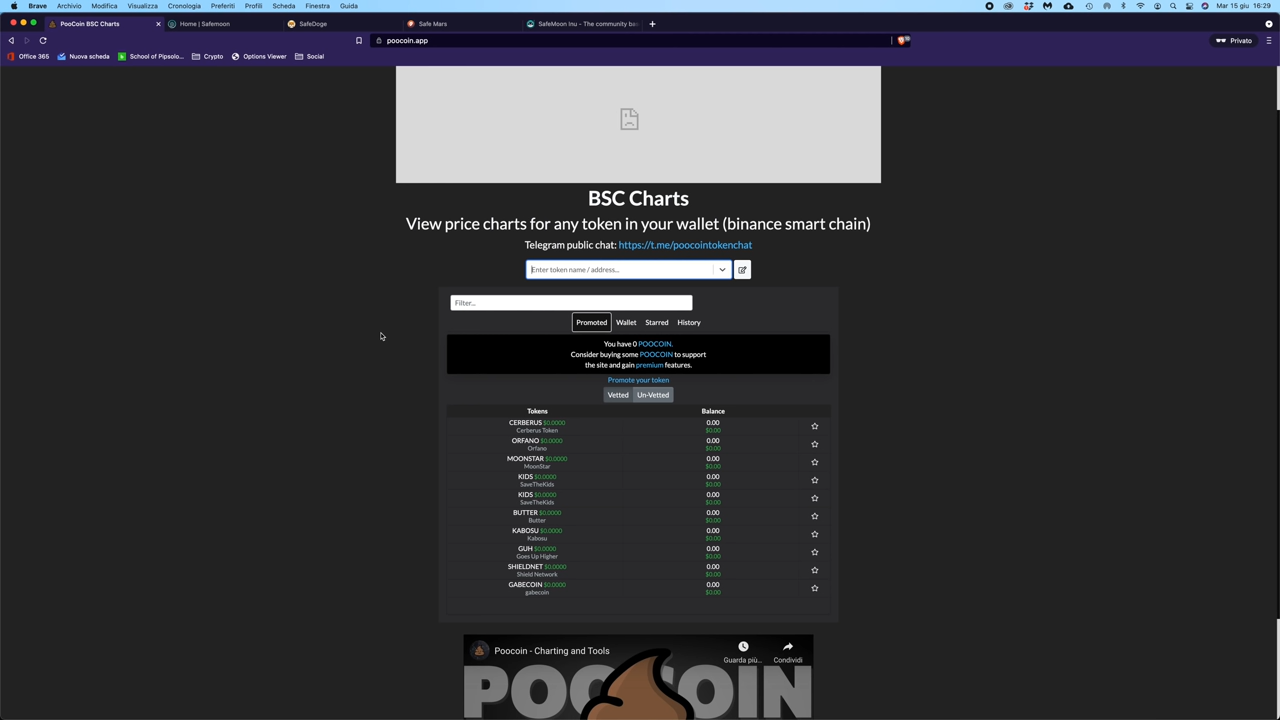 Brave Archivio Modifica Visualizza Cronologia Preferiti Profili Scheda Finestra Guida Mar 15 giu 16:29
PooCoin BSC Charts Home | Safemoon SafeDoge Safe Mars SafeMoon Inu - The community ba
poocoin.app Privato
Office 365 Nuova scheda School of Pipsolo... Crypto Options Viewer Social
BSC Charts
View price charts for any token in your wallet (binance smart chain)
Telegram public chat: https://t.me/poocointokenchat
Enter token name / address...
Filter...
Promoted Wallet Starred History
You have 0 POOCOIN.
Consider buying some POOCOIN to support
the site and gain premium features.
Promote your token
Vetted Un-Vetted
Tokens Balance
CERBERUS $0.0000 0.00
Cerberus Token $0.00
ORFANO $0.0000 0.00
Orfano $0.00
MOONSTAR $0.0000 0.00
MoonStar $0.00
KIDS $0.0000 0.00
SaveTheKids $0.00
KIDS $0.0000 0.00
SaveTheKids $0.00
BUTTER $0.0000 0.00
Butter $0.00
KABOSU $0.0000 0.00
Kabosu $0.00
GUH $0.0000 0.00
Goes Up Higher $0.00
SHIELDNET $0.0000 0.00
Shield Network $0.00
GABECOIN $0.0000 0.00
gabecoin $0.00
Poocoin - Charting and Tools Guarda più... Condividi
POOCOIN